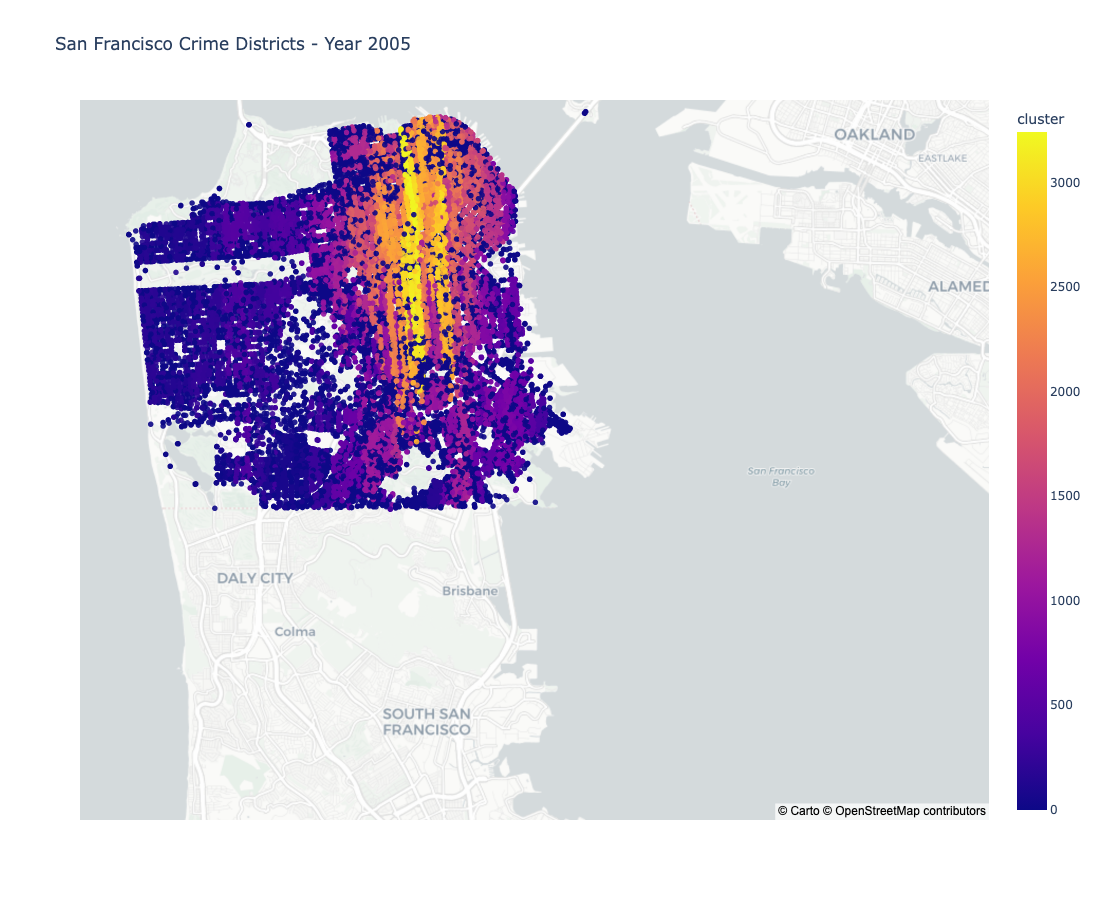 San Francisco Crime Districts - Year 2005
cluster
OAKLAND
EASTLAKE
3000
ALAMED
2500
2000
San Francisco
Bay
1500
DALY CITY
Brisbane
1000
Colma
SOUTH SAN
FRANCISCO
500
0
© Carto © OpenStreetMap contributors